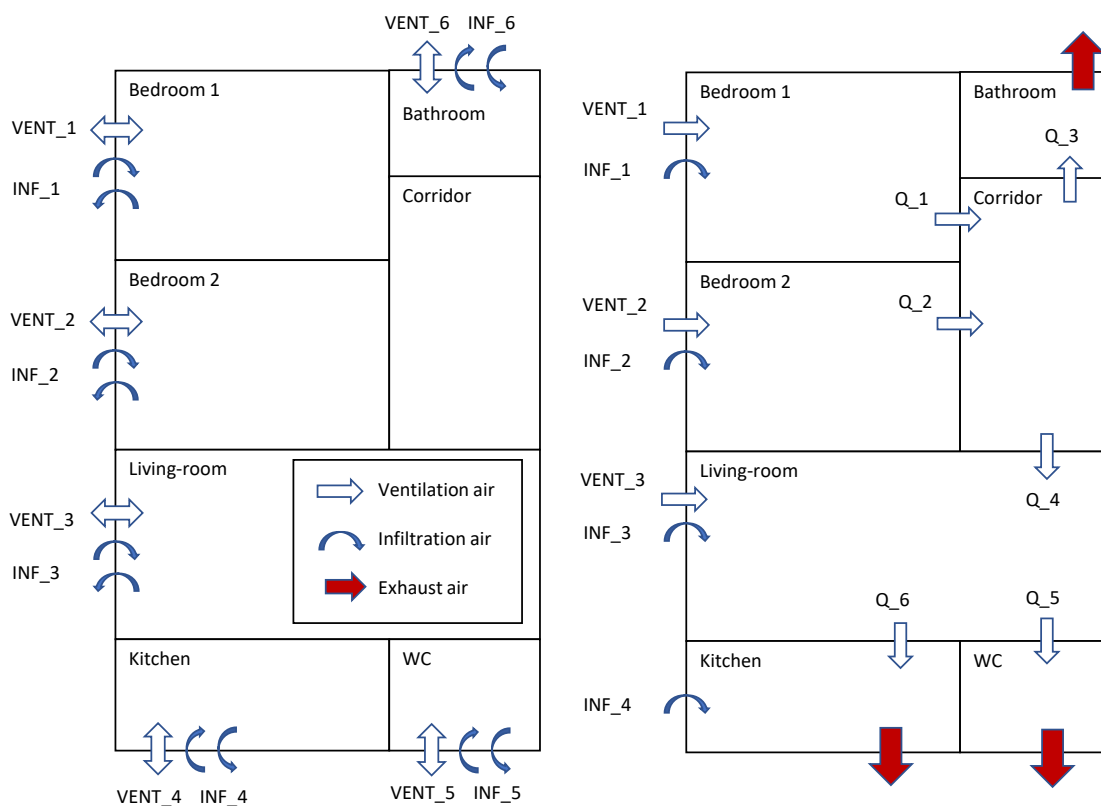 VENT_6 INF_6
Bedroom 1
Bathroom
VENT_1
INF_1
Corridor
Bedroom 2
VENT_2
INF_2
Living-room
Ventilation air
VENT_3
Infiltration air
INF_3
Exhaust air
Kitchen
WC
VENT_4 INF_4
VENT_5 INF_5
Bedroom 1
Bathroom
VENT_1
Q_3
INF_1
Q_1
Corridor
Bedroom 2
VENT_2
Q_2
INF_2
Living-room
VENT_3
Q_4
INF_3
Q_6
Q_5
Kitchen
WC
INF_4